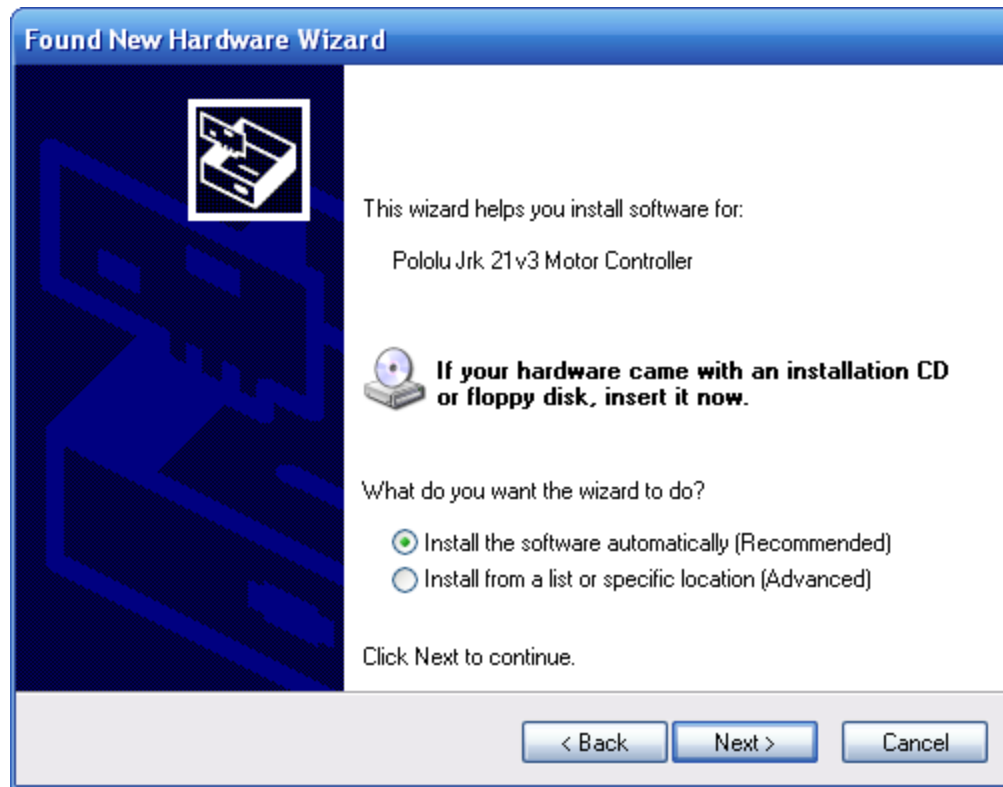 Found New Hardware Wizard
This wizard helps you install software for:
Pololu Jrk 21v3 Motor Controller
If your hardware came with an installation CD
or floppy disk, insert it now.
What do you want the wizard to do?
Install the software automatically (Recommended)
Install from a list or specific location (Advanced)
Click Next to continue.
< Back Next > Cancel